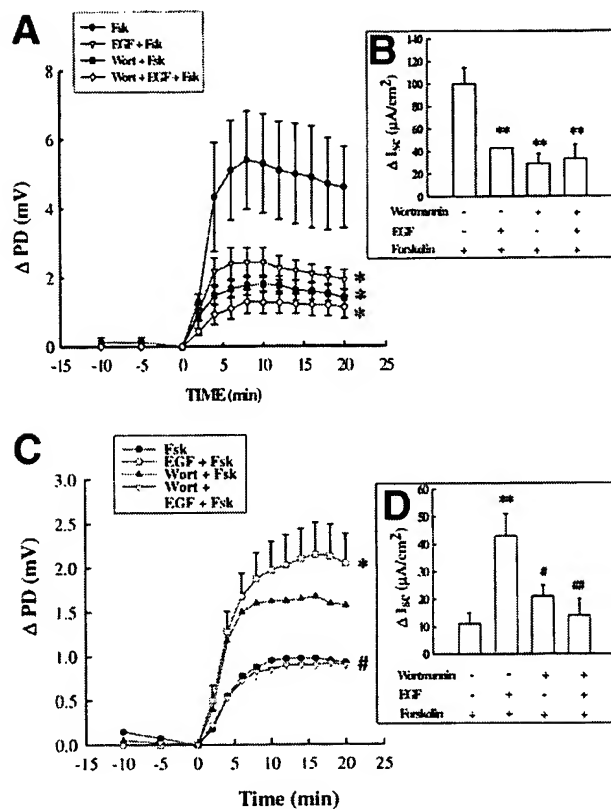 A
Fsk
EGF + Fsk
Wort + Fsk
Wort + EGF + Fsk
Δ PD (mV)
8
6
4
2
0
-15 -10 -5 0 5 10 15 20 25
TIME (min)
*
*
*
B
Δ Isc (µA/cm²)
140
120
100
80
60
40
20
0
** ** **
Wortmannin - - + +
EGF - + - +
Forskolin + + + +
C
Fsk
EGF + Fsk
Wort + Fsk
Wort +
EGF + Fsk
Δ PD (mV)
3.0
2.5
2.0
1.5
1.0
0.5
0.0
-15 -10 -5 0 5 10 15 20 25
Time (min)
*
#
D
Δ Isc (µA/cm²)
60
50
40
30
20
10
0
** # ##
Wortmannin - - + +
EGF - + - +
Forskolin + + + +